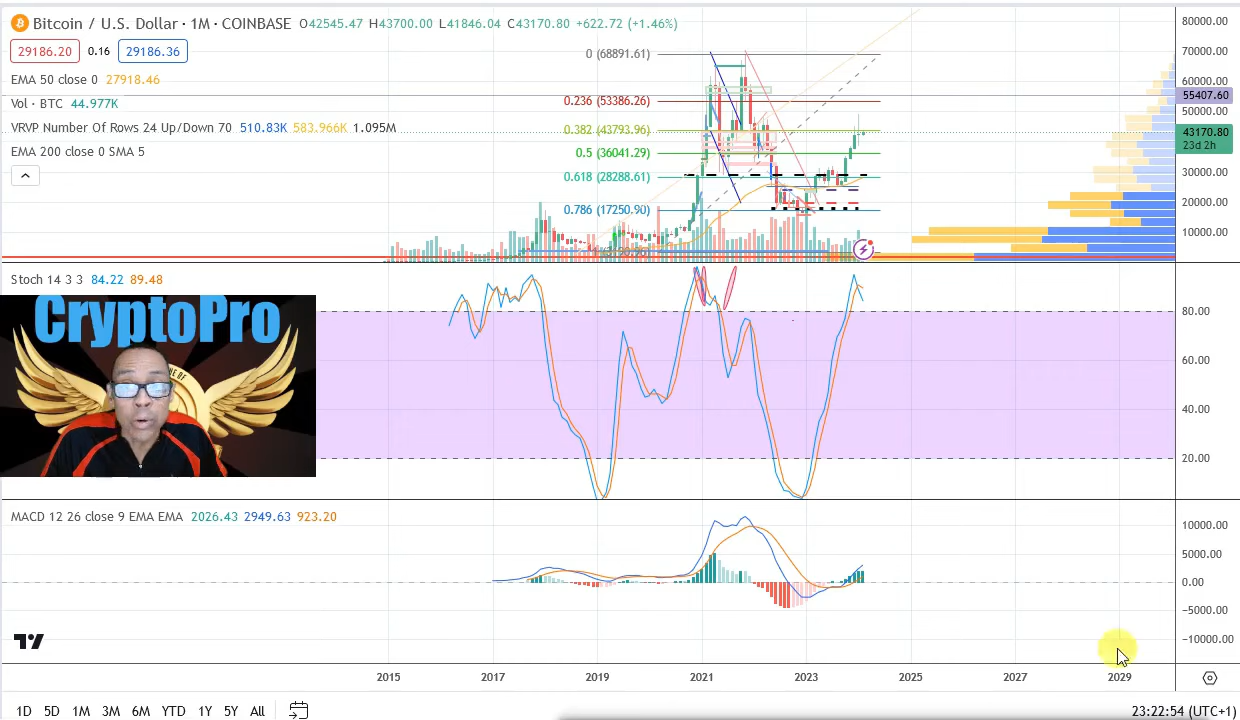 Bitcoin / U.S. Dollar · 1M · COINBASE O42545.47 H43700.00 L41846.04 C43170.80 +622.72 (+1.46%)
29186.20 0.16 29186.36
EMA 50 close 0 27918.46
Vol · BTC 44.977K
VRVP Number Of Rows 24 Up/Down 70 510.83K 583.966K 1.095M
EMA 200 close 0 SMA 5
0 (68891.61)
0.236 (53386.26)
0.382 (43793.96)
0.5 (36041.29)
0.618 (28288.61)
0.786 (17250.90)
80000.00
70000.00
60000.00
55407.60
50000.00
43170.80
23d 2h
30000.00
20000.00
10000.00
Stoch 14 3 3 84.22 89.48
80.00
60.00
40.00
20.00
CryptoPro
MACD 12 26 close 9 EMA EMA 2026.43 2949.63 923.20
10000.00
5000.00
0.00
−5000.00
−10000.00
2015 2017 2019 2021 2023 2025 2027 2029
1D 5D 1M 3M 6M YTD 1Y 5Y All
23:22:54 (UTC+1)